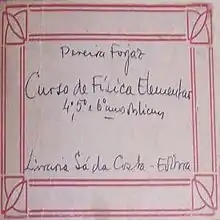 Pereira Forjaz
Curso de Física Elementar
4º, 5º e 6º anos
Livraria Sá da Costa - Editora